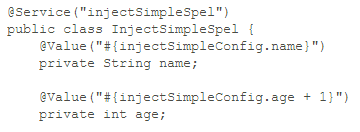 @Service("injectSimpleSpel")
public class InjectSimpleSpel {
    @Value("#{injectSimpleConfig.name}")
    private String name;

    @Value("#{injectSimpleConfig.age + 1}")
    private int age;